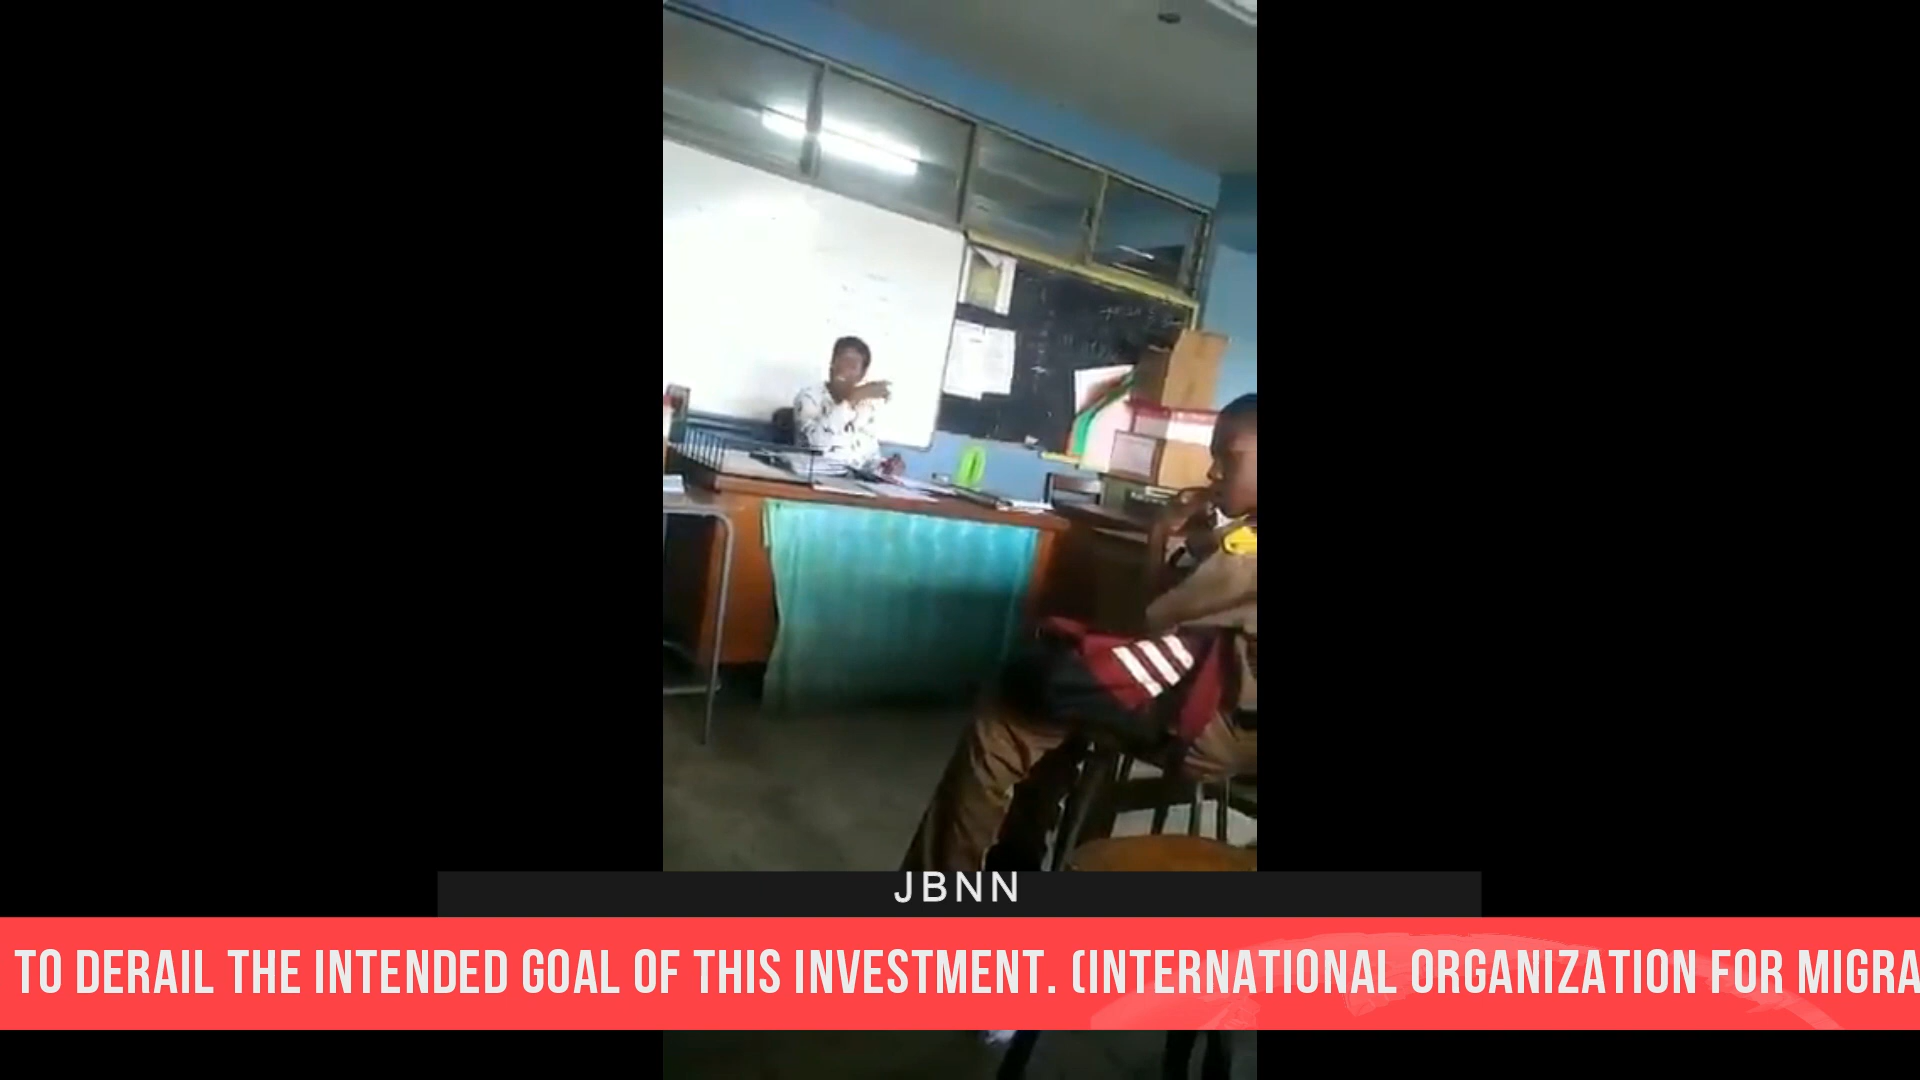 JBNN
TO DERAIL THE INTENDED GOAL OF THIS INVESTMENT. (INTERNATIONAL ORGANIZATION FOR MIGRA